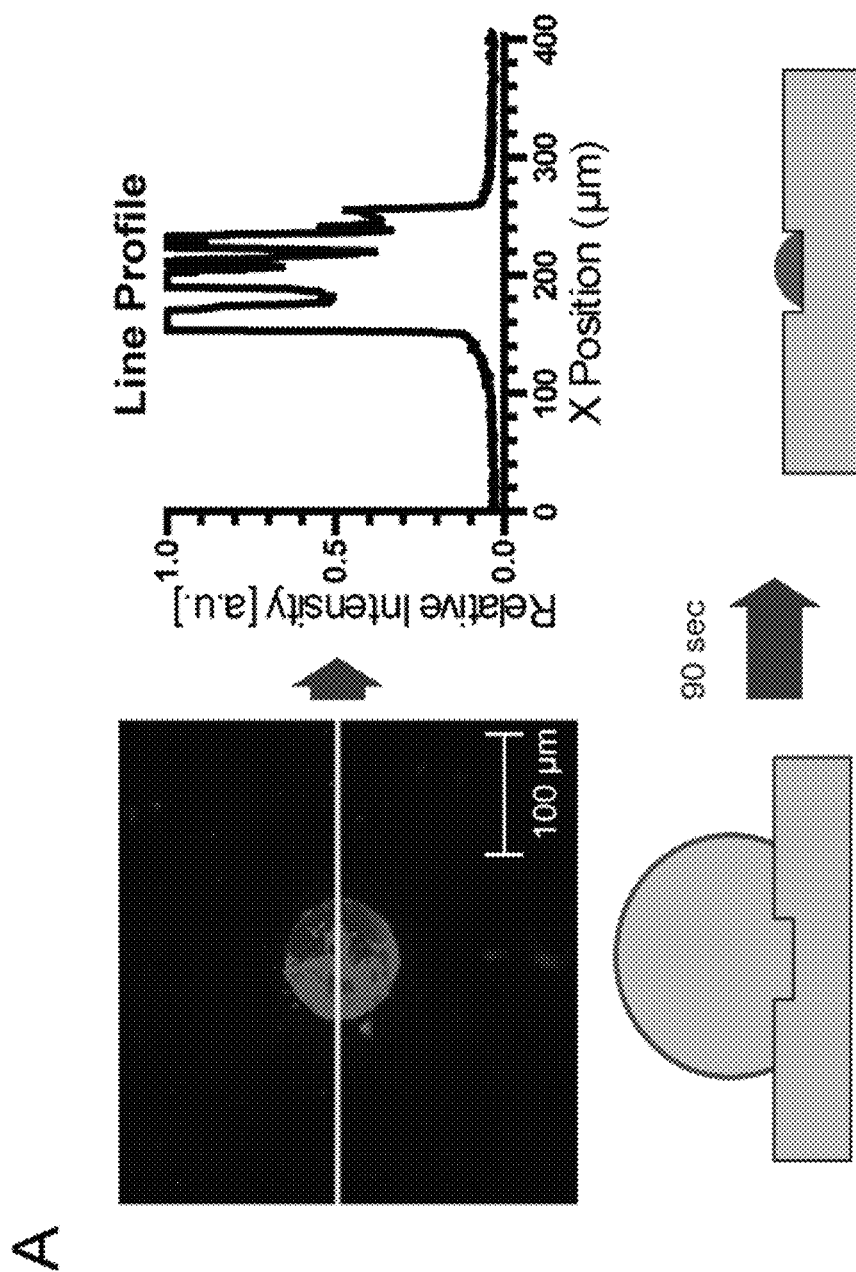 A
100 µm
Line Profile
Relative Intensity [a.u.]
1.0
0.5
0.0
0
100
200
300
400
X Position (µm)
90 sec